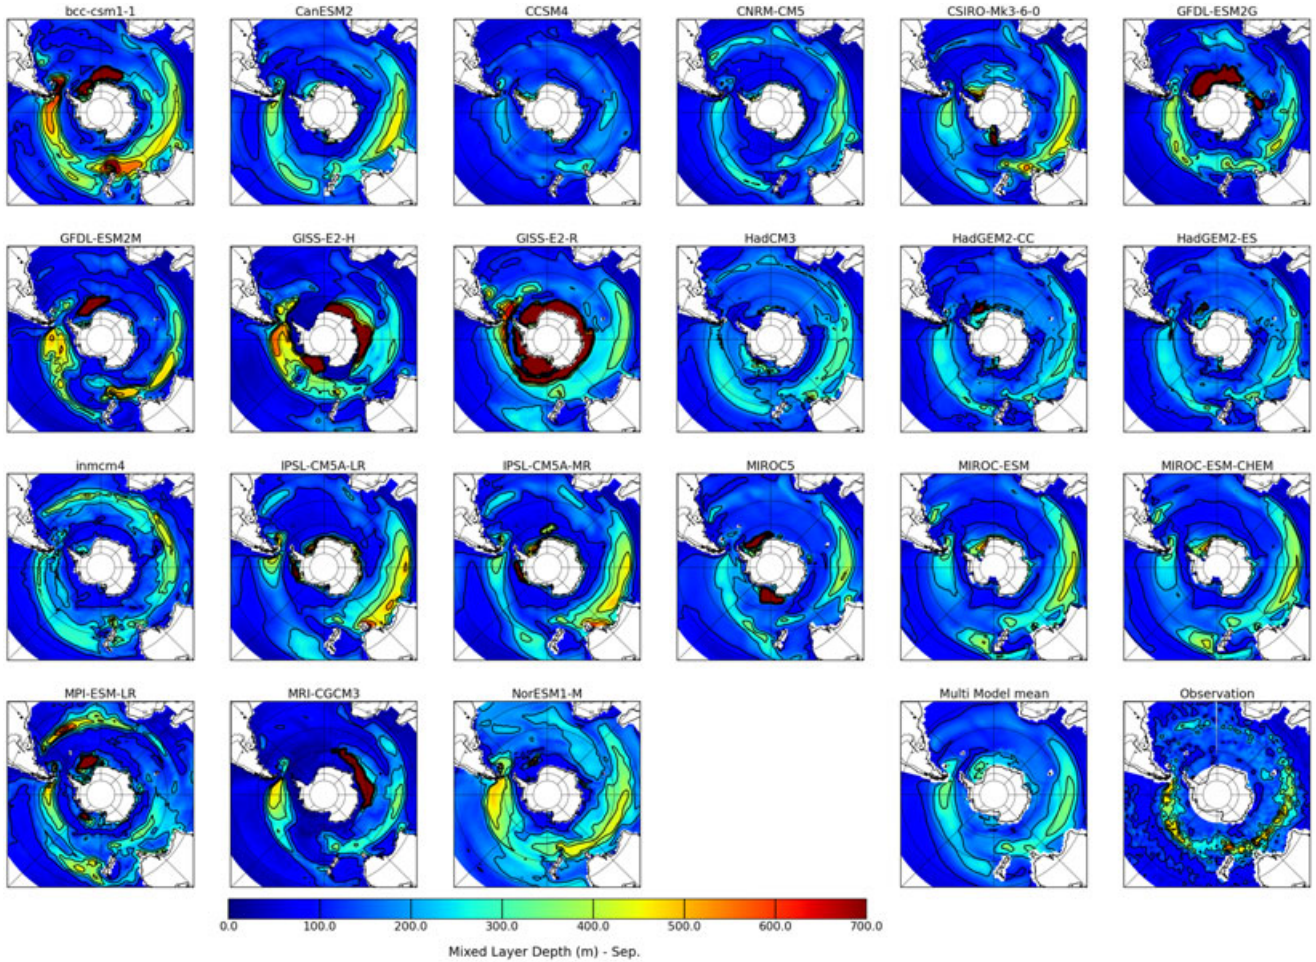 bcc-csm1-1 CanESM2 CCSM4 CNRM-CM5 CSIRO-Mk3-6-0 GFDL-ESM2G
GFDL-ESM2M GISS-E2-H GISS-E2-R HadCM3 HadGEM2-CC HadGEM2-ES
inmcm4 IPSL-CM5A-LR IPSL-CM5A-MR MIROC5 MIROC-ESM MIROC-ESM-CHEM
MPI-ESM-LR MRI-CGCM3 NorESM1-M Multi Model mean Observation
0.0 100.0 200.0 300.0 400.0 500.0 600.0 700.0
Mixed Layer Depth (m) - Sep.